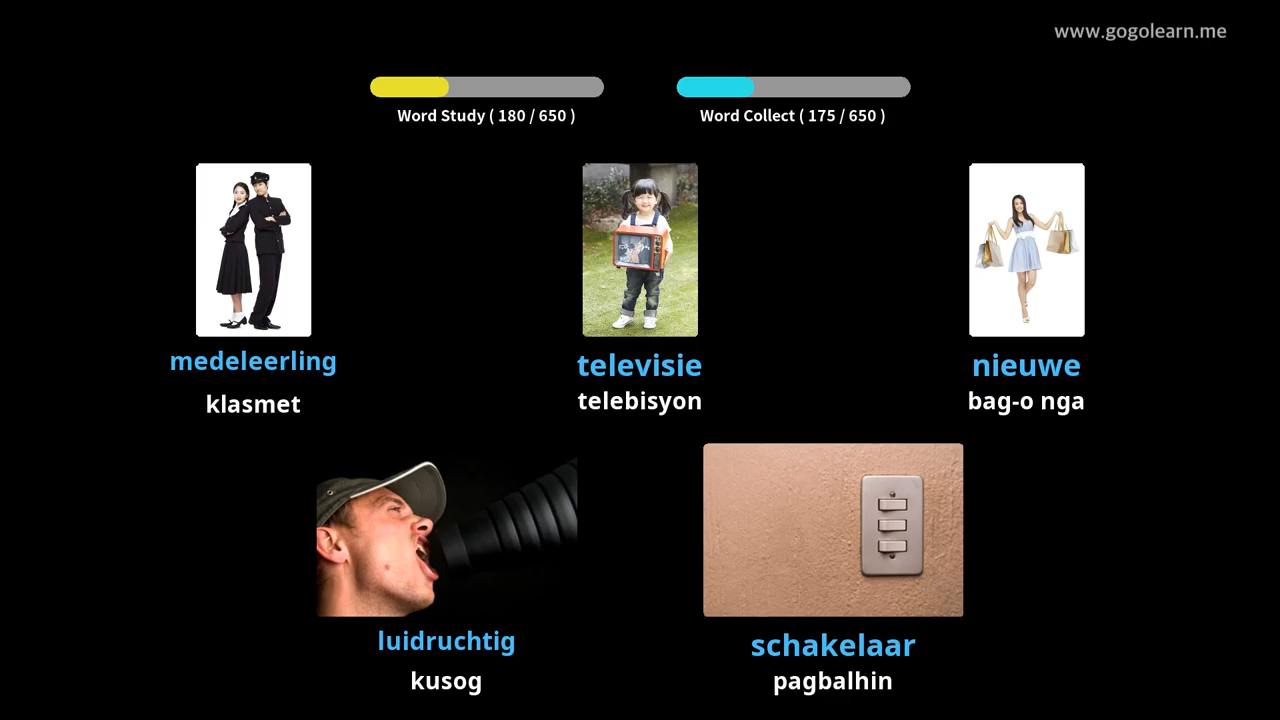 www.gogolearn.me
Word Study ( 180 / 650 )
Word Collect ( 175 / 650 )
medeleerling
klasmet
televisie
telebisyon
nieuwe
bag-o nga
luidruchtig
kusog
schakelaar
pagbalhin